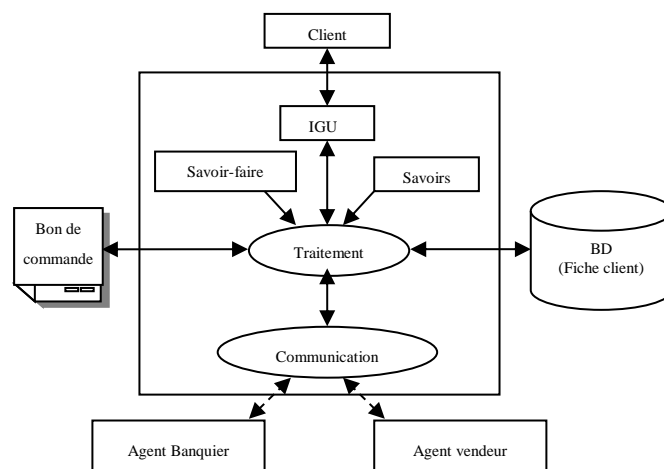 Client
IGU
Savoir-faire
Savoirs
Bon de
commande
Traitement
BD
(Fiche client)
Communication
Agent Banquier
Agent vendeur